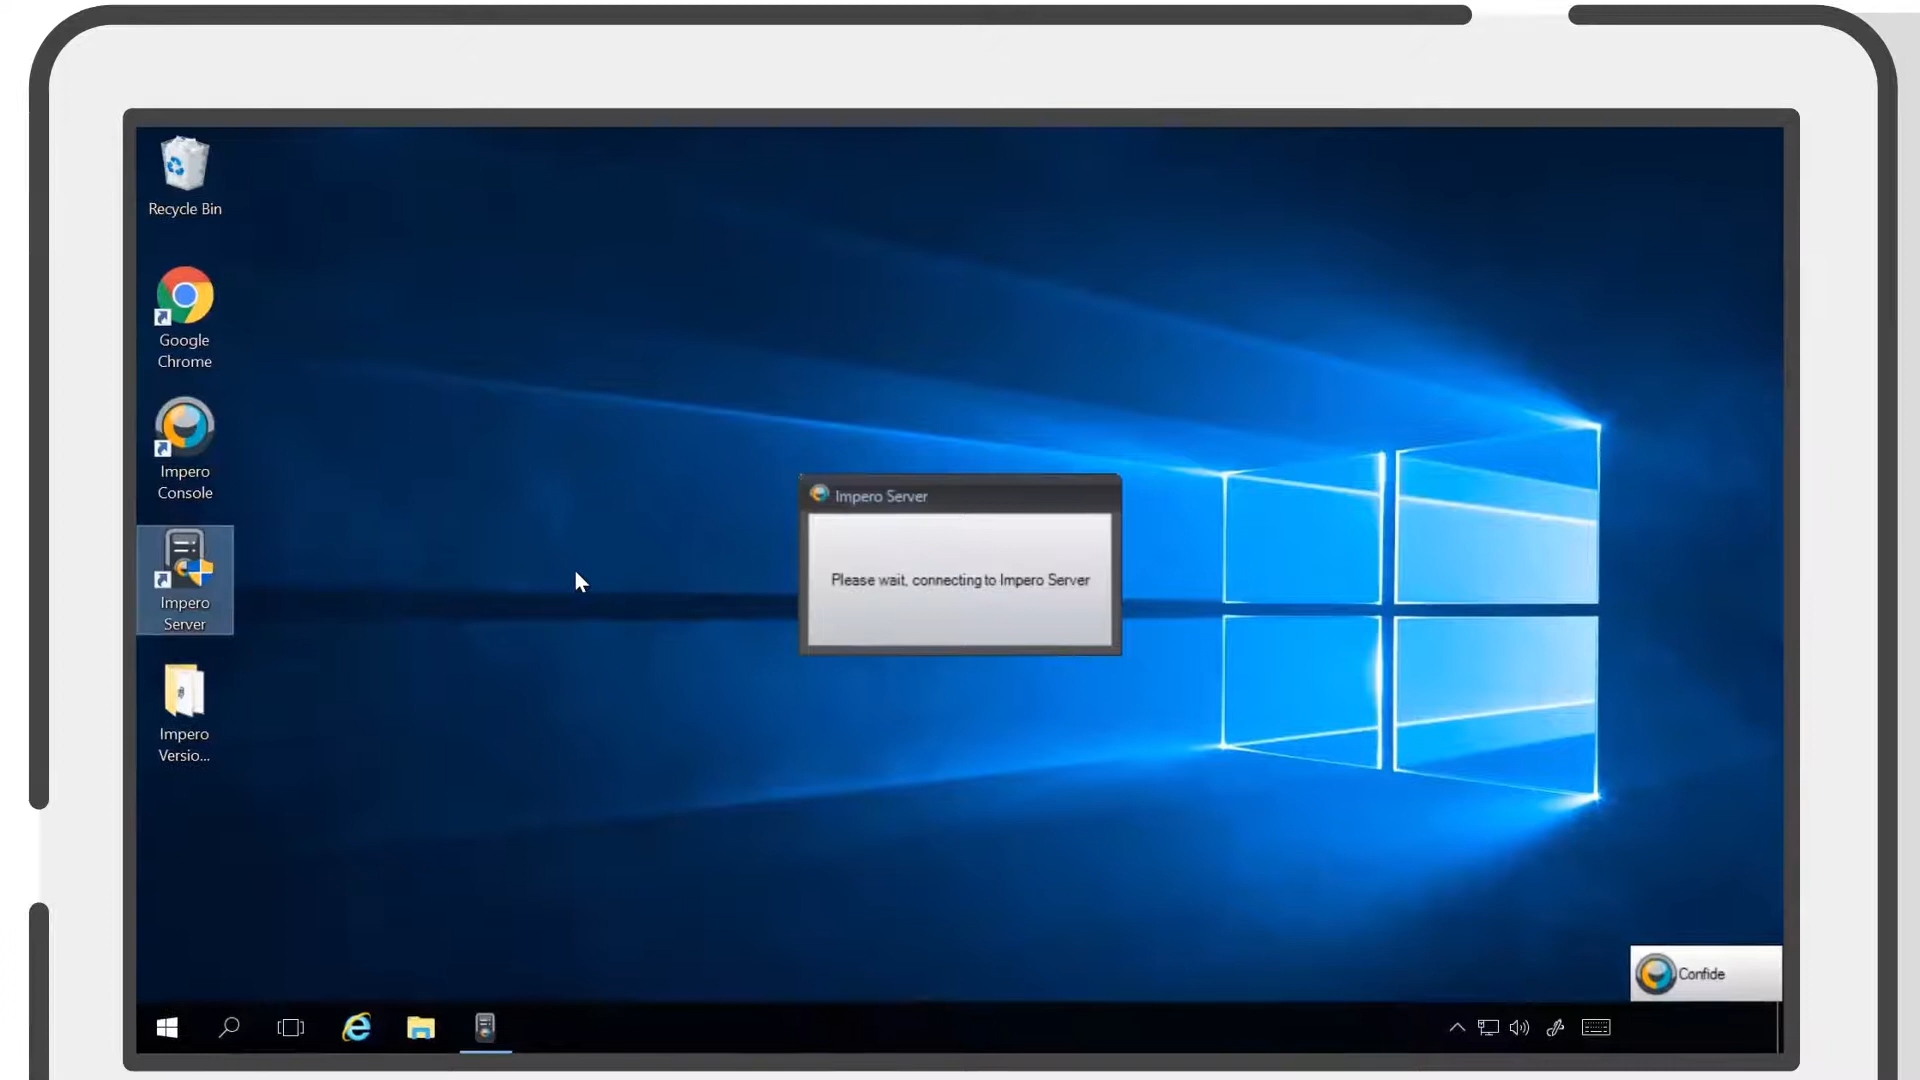 Recycle Bin
Google
Chrome
Impero
Console
Impero
Server
Impero
Versio...
Impero Server
Please wait, connecting to Impero Server
Confide